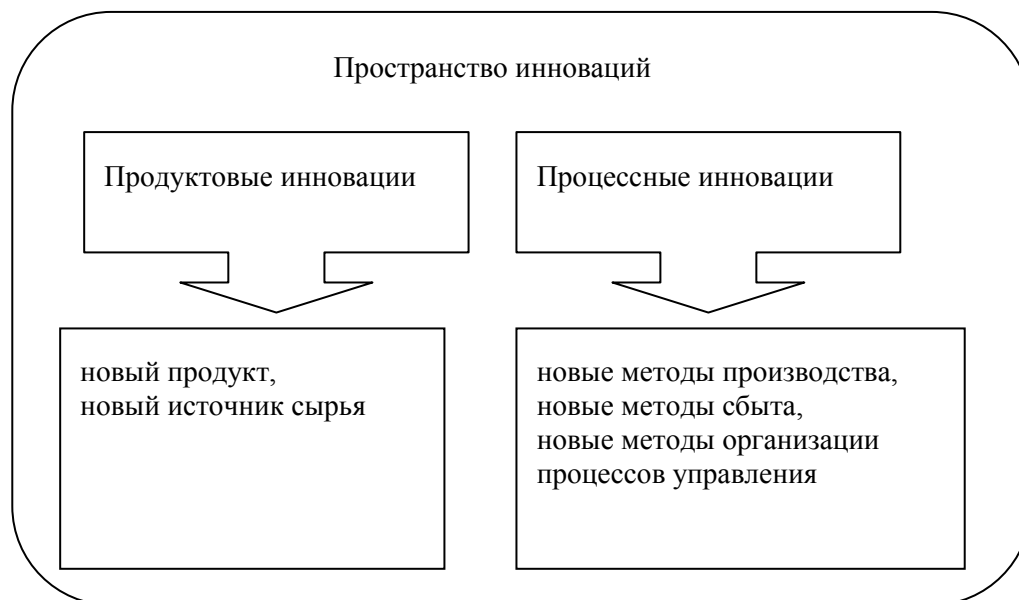 Пространство инноваций
Продуктовые инновации
Процессные инновации
новый продукт,
новый источник сырья
новые методы производства,
новые методы сбыта,
новые методы организации
процессов управления